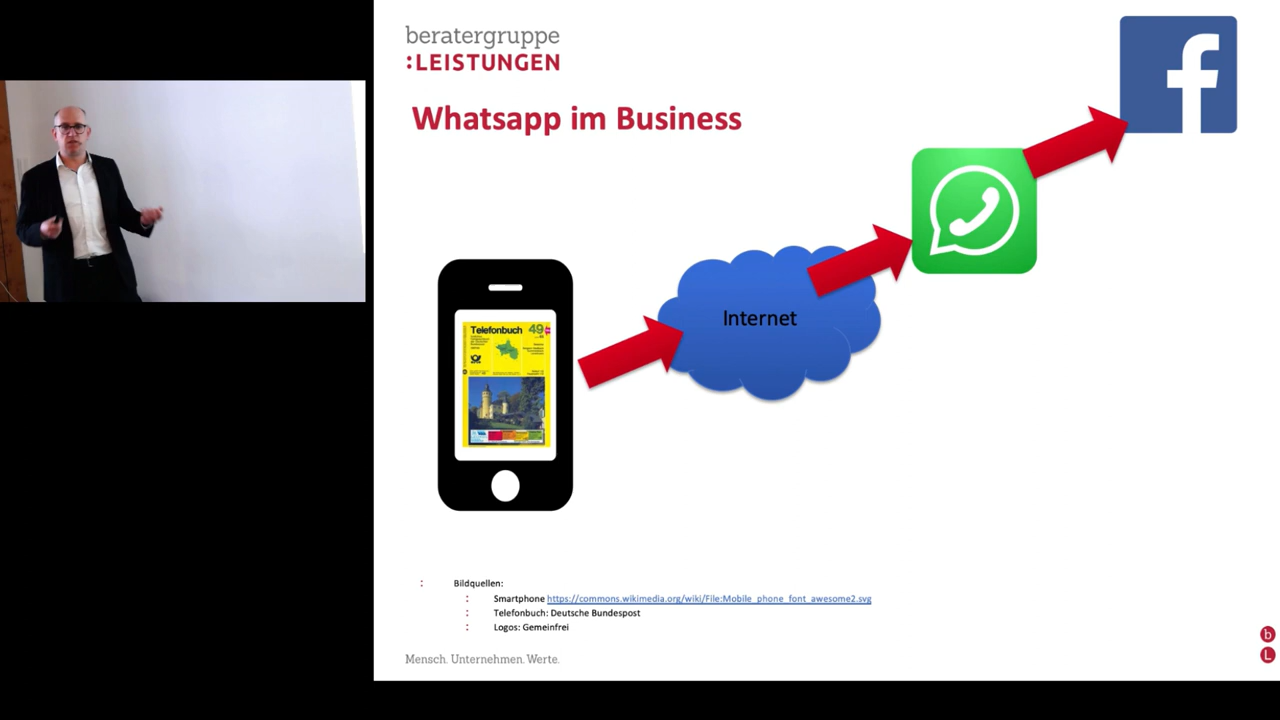 beratergruppe
:LEISTUNGEN
Whatsapp im Business
Telefonbuch 49
Internet
: Bildquellen:
: Smartphone https://commons.wikimedia.org/wiki/File:Mobile_phone_font_awesome2.svg
: Telefonbuch: Deutsche Bundespost
: Logos: Gemeinfrei
Mensch. Unternehmen. Werte.
b
L